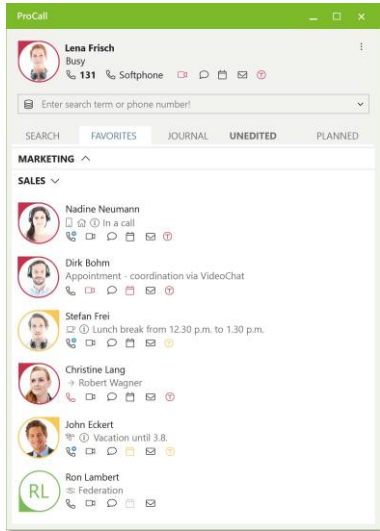 ProCall
Lena Frisch
Busy
131 Softphone
Enter search term or phone number!
SEARCH FAVORITES JOURNAL UNEDITED PLANNED
MARKETING
SALES
Nadine Neumann
In a call
Dirk Bohm
Appointment - coordination via VideoChat
Stefan Frei
Lunch break from 12.30 p.m. to 1.30 p.m.
Christine Lang
→ Robert Wagner
John Eckert
Vacation until 3.8.
RL
Ron Lambert
Federation